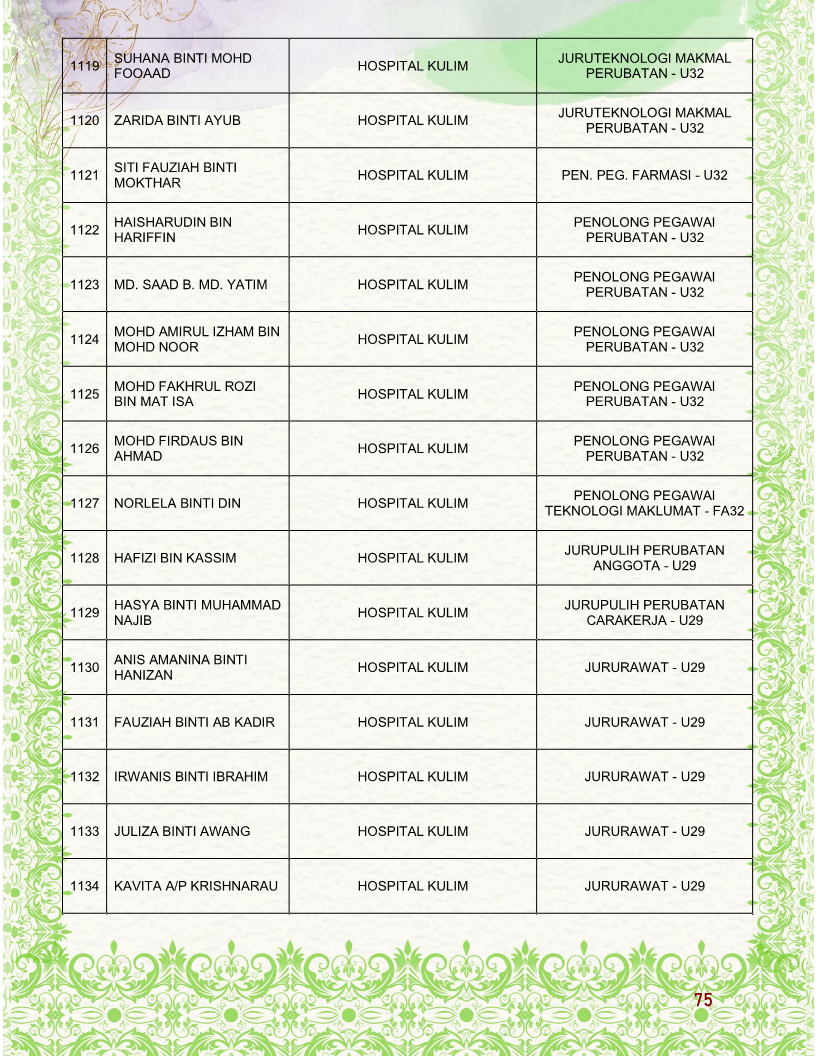 1119 SUHANA BINTI MOHD FOOAAD HOSPITAL KULIM JURUTEKNOLOGI MAKMAL PERUBATAN - U32
1120 ZARIDA BINTI AYUB HOSPITAL KULIM JURUTEKNOLOGI MAKMAL PERUBATAN - U32
1121 SITI FAUZIAH BINTI MOKTHAR HOSPITAL KULIM PEN. PEG. FARMASI - U32
1122 HAISHARUDIN BIN HARIFFIN HOSPITAL KULIM PENOLONG PEGAWAI PERUBATAN - U32
1123 MD. SAAD B. MD. YATIM HOSPITAL KULIM PENOLONG PEGAWAI PERUBATAN - U32
1124 MOHD AMIRUL IZHAM BIN MOHD NOOR HOSPITAL KULIM PENOLONG PEGAWAI PERUBATAN - U32
1125 MOHD FAKHRUL ROZI BIN MAT ISA HOSPITAL KULIM PENOLONG PEGAWAI PERUBATAN - U32
1126 MOHD FIRDAUS BIN AHMAD HOSPITAL KULIM PENOLONG PEGAWAI PERUBATAN - U32
1127 NORLELA BINTI DIN HOSPITAL KULIM PENOLONG PEGAWAI TEKNOLOGI MAKLUMAT - FA32
1128 HAFIZI BIN KASSIM HOSPITAL KULIM JURUPULIH PERUBATAN ANGGOTA - U29
1129 HASYA BINTI MUHAMMAD NAJIB HOSPITAL KULIM JURUPULIH PERUBATAN CARAKERJA - U29
1130 ANIS AMANINA BINTI HANIZAN HOSPITAL KULIM JURURAWAT - U29
1131 FAUZIAH BINTI AB KADIR HOSPITAL KULIM JURURAWAT - U29
1132 IRWANIS BINTI IBRAHIM HOSPITAL KULIM JURURAWAT - U29
1133 JULIZA BINTI AWANG HOSPITAL KULIM JURURAWAT - U29
1134 KAVITA A/P KRISHNARAU HOSPITAL KULIM JURURAWAT - U29
75